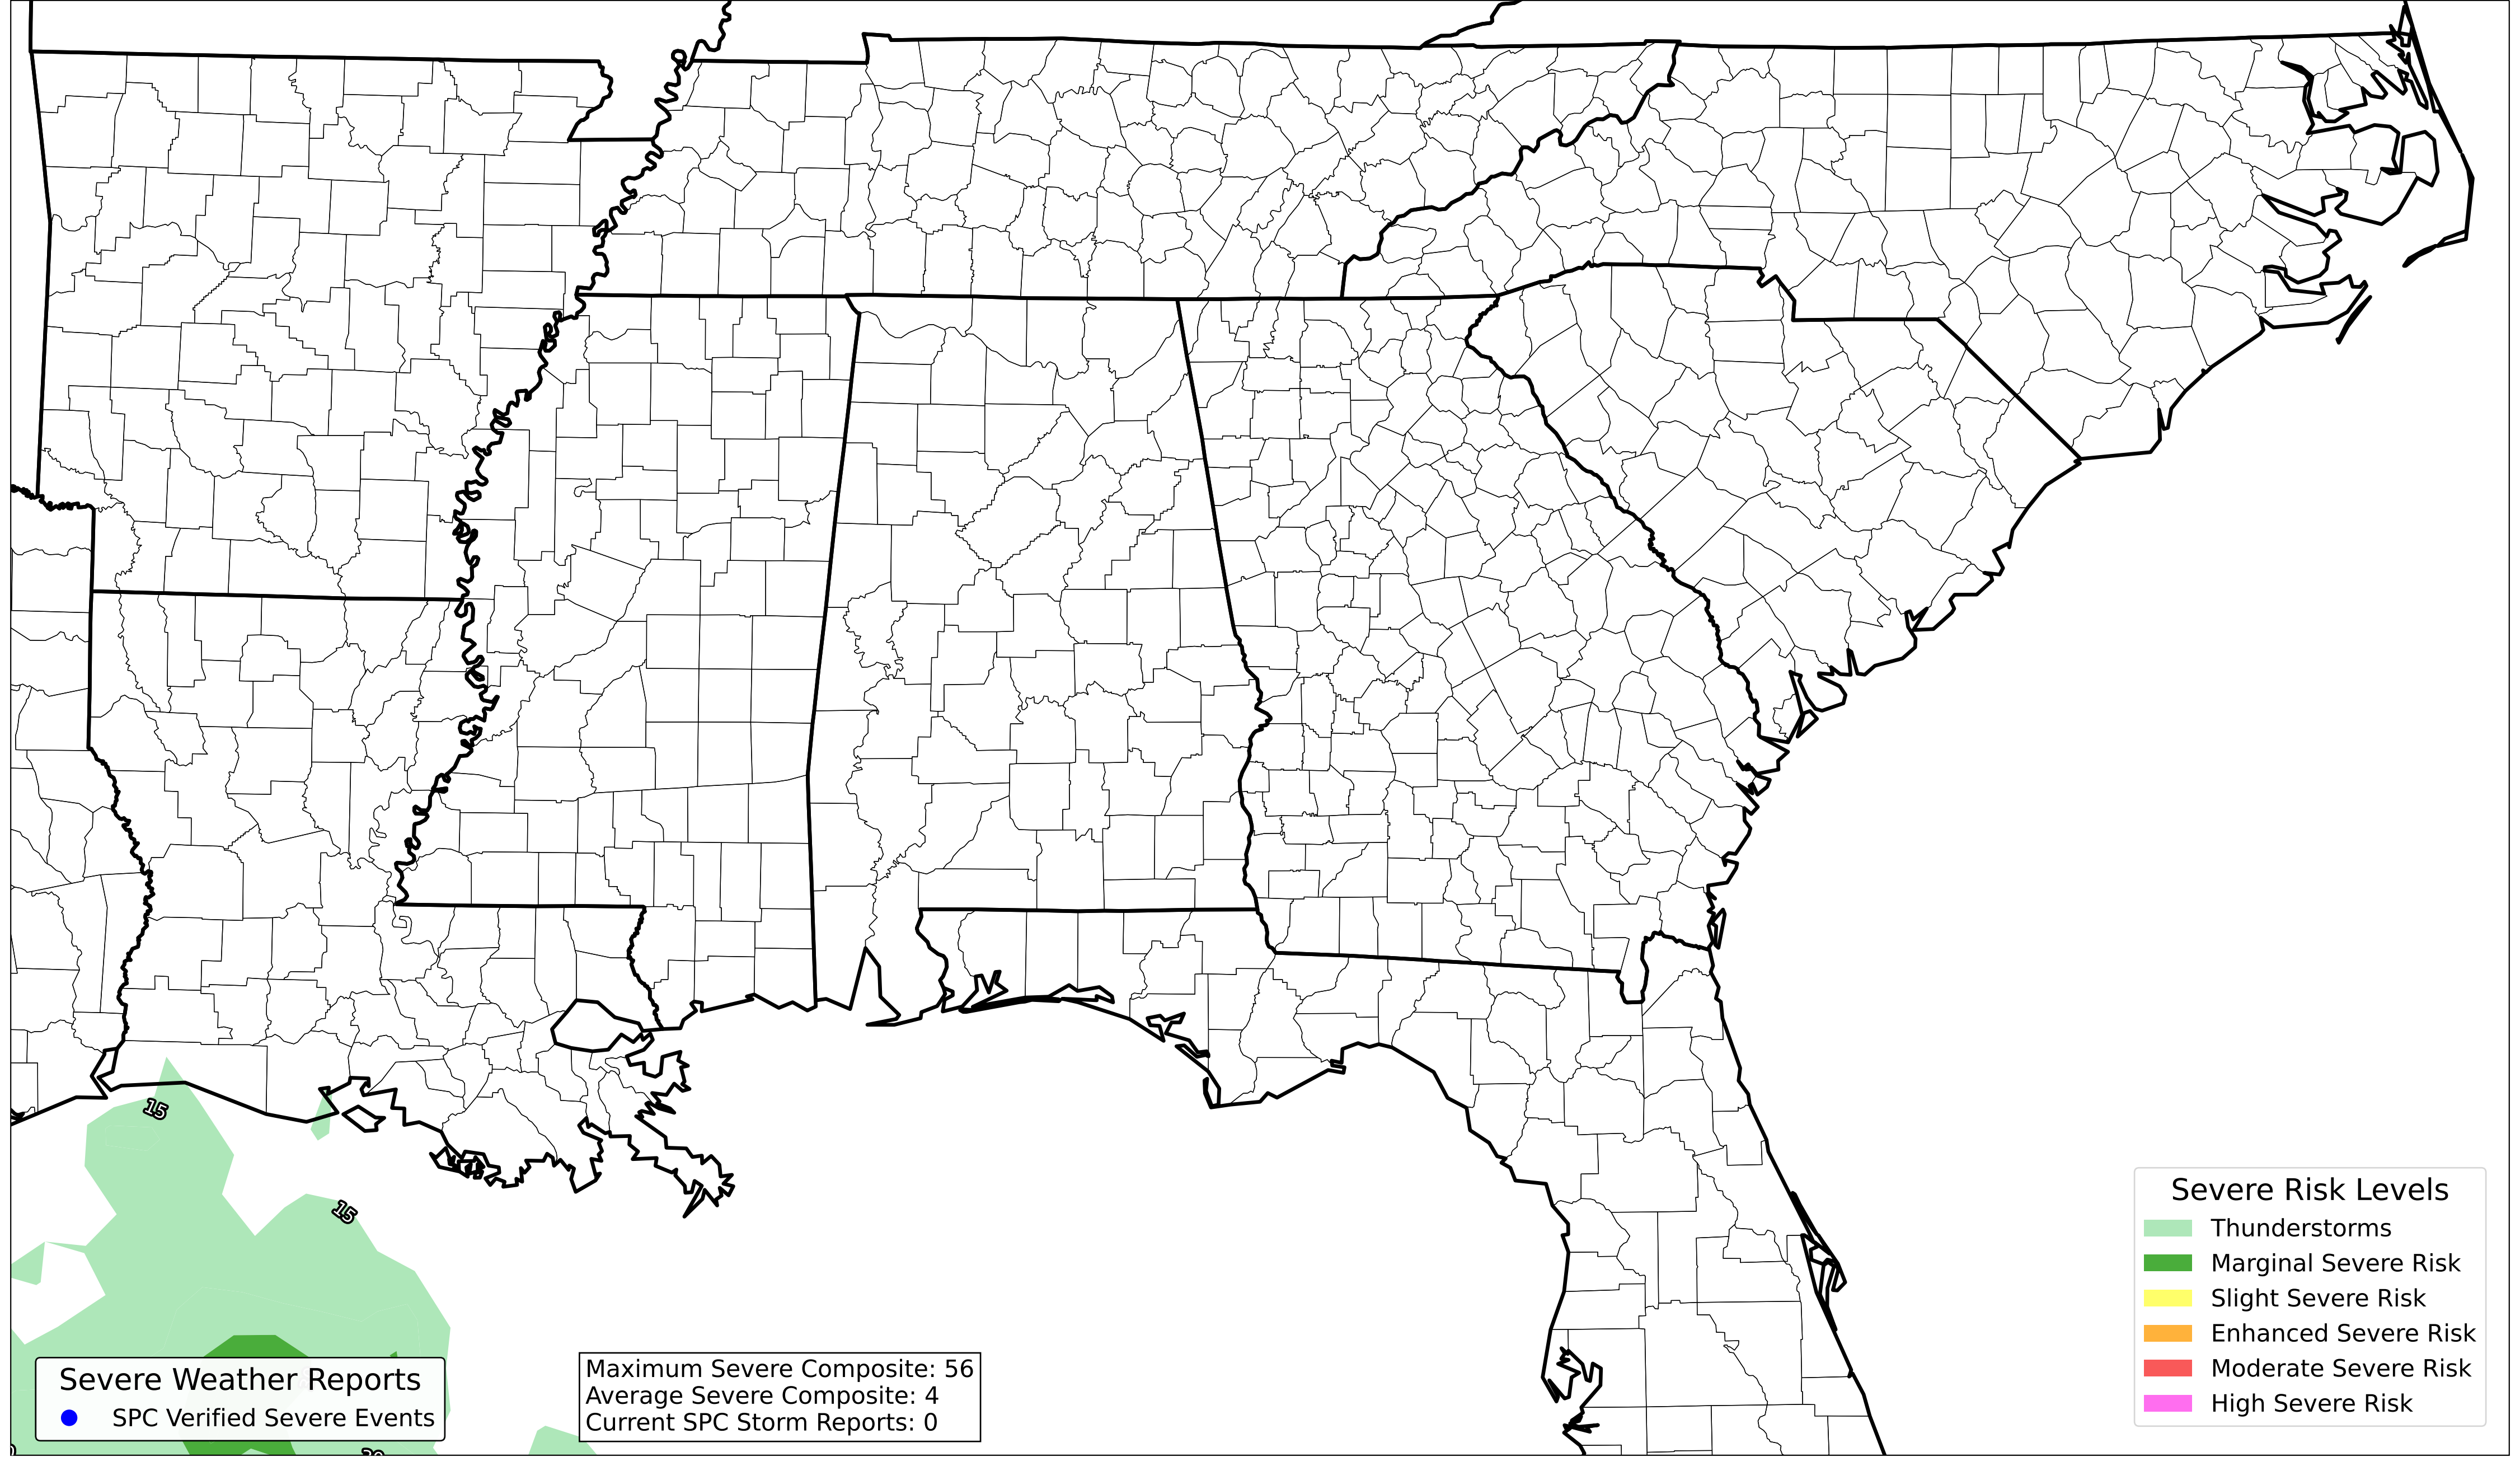 15
15
Severe Risk Levels
Thunderstorms
Marginal Severe Risk
Slight Severe Risk
Enhanced Severe Risk
Moderate Severe Risk
High Severe Risk
Severe Weather Reports
SPC Verified Severe Events
Maximum Severe Composite: 56
Average Severe Composite: 4
Current SPC Storm Reports: 0